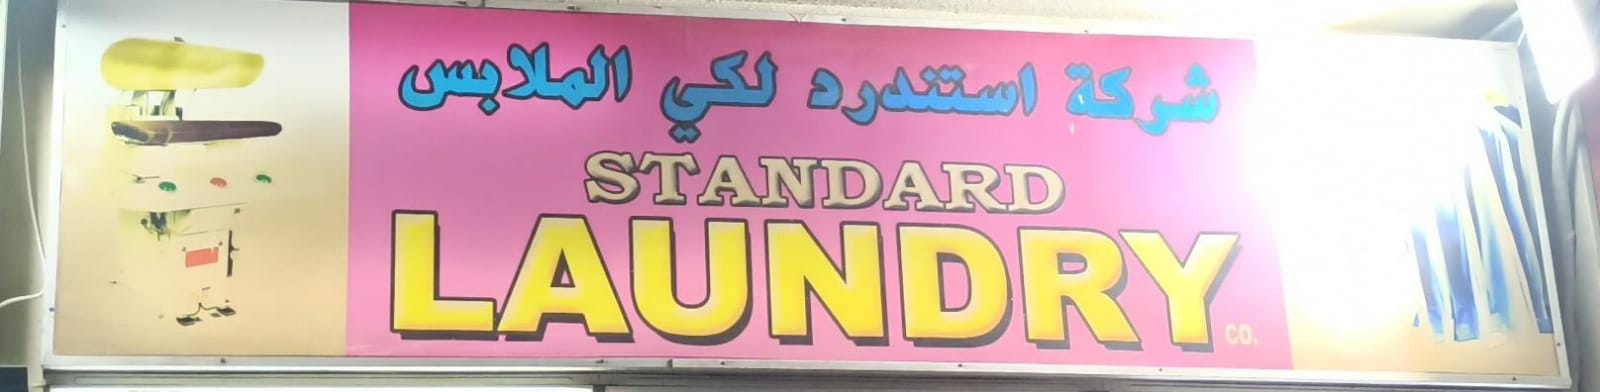 شركة استندرد لكي الملابس
STANDARD
LAUNDRY CO.